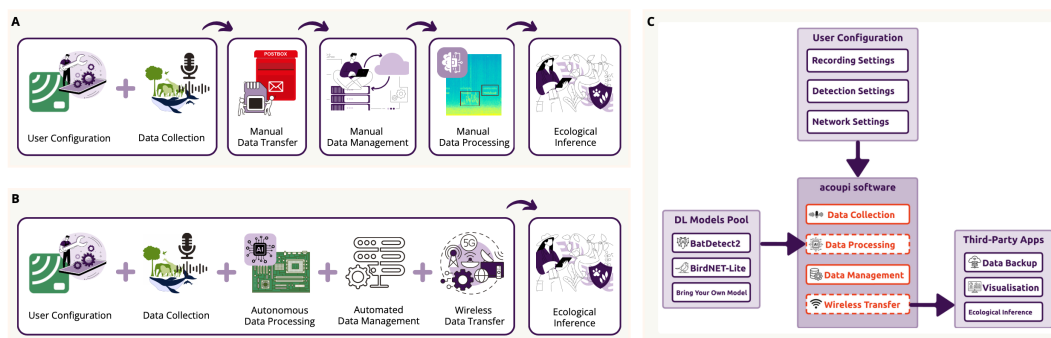 A
User Configuration
Data Collection
POSTBOX
Manual
Data Transfer
Manual
Data Management
Manual
Data Processing
Ecological
Inference
B
User Configuration
Data Collection
AI
Autonomous
Data Processing
Automated
Data Management
5G
Wireless
Data Transfer
Ecological
Inference
C
User Configuration
Recording Settings
Detection Settings
Network Settings
acoupi software
Data Collection
Data Processing
Data Management
Wireless Transfer
DL Models Pool
BatDetect2
BirdNET-Lite
Bring Your Own Model
Third-Party Apps
Data Backup
Visualisation
Ecological Inference